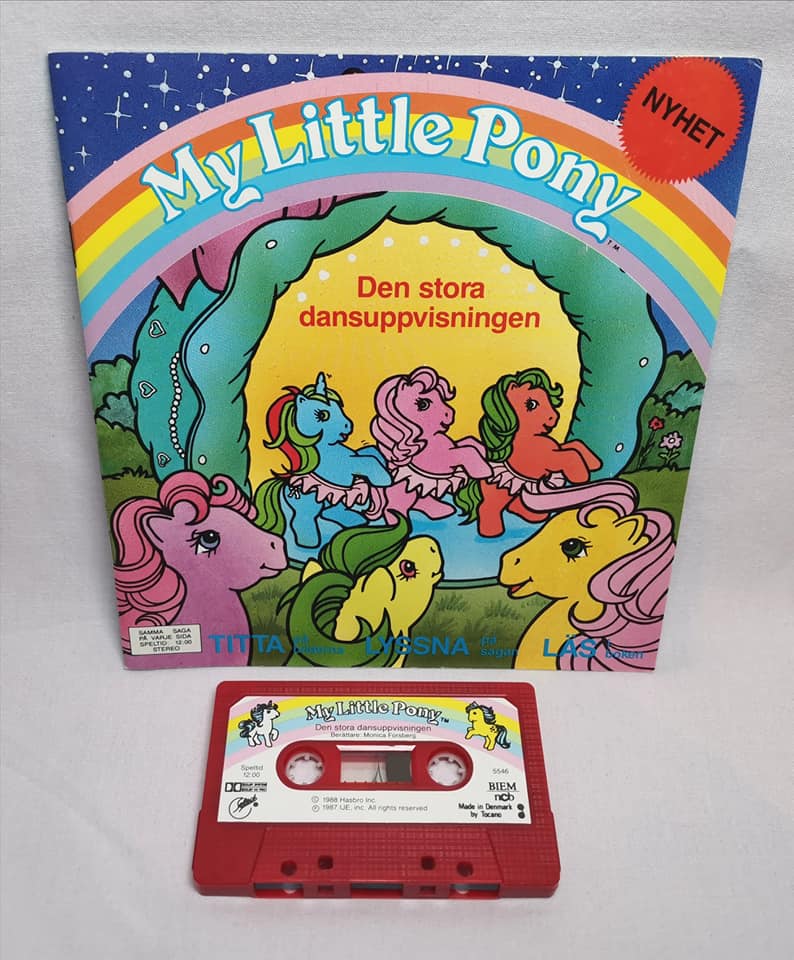 My Little Pony
T.M.
NYHET
Den stora
dansuppvisningen
SAMMA SAGA
PÅ VARJE SIDA
SPELTID: 12.00
STEREO
TITTA på bilderna LYSSNA på sagan LÄS i boken
My Little Pony™
Den stora dansuppvisningen
Berättare: Monica Forsberg
Speltid
12:00
5546
© 1988 Hasbro Inc.
℗ 1987 IJE, inc. All rights reserved
BIEM
ncb
Made in Denmark
by Tocano